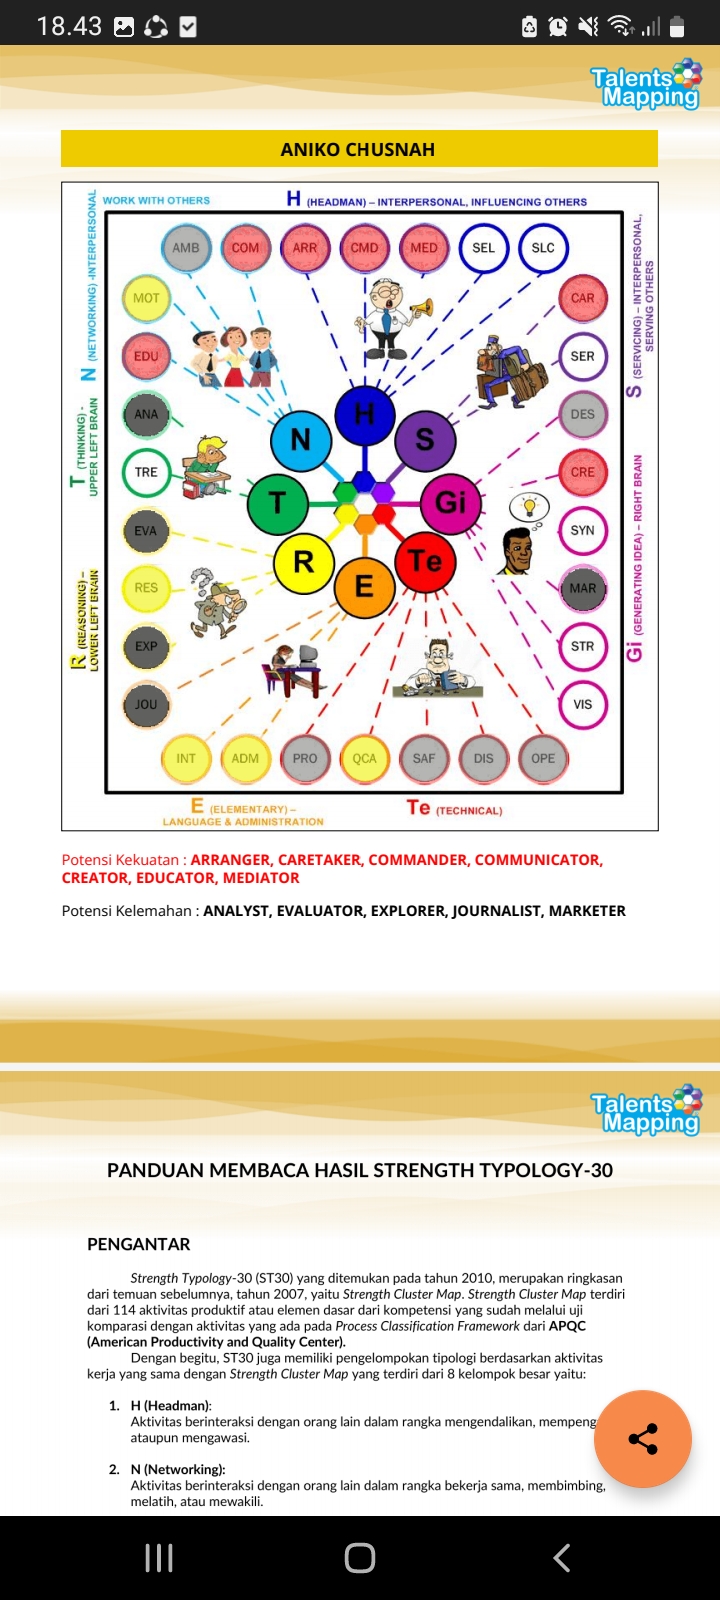 18.43
Talents
Mapping
ANIKO CHUSNAH
WORK WITH OTHERS
H (HEADMAN) – INTERPERSONAL, INFLUENCING OTHERS
N (NETWORKING) -INTERPERSONAL
S (SERVICING) – INTERPERSONAL,
SERVING OTHERS
AMB COM ARR CMD MED SEL SLC
MOT CAR
EDU SER
ANA DES
TRE CRE
EVA SYN
RES MAR
EXP STR
JOU VIS
H
N S
T Gi
R Te
E
T (THINKING) -
UPPER LEFT BRAIN
R (REASONING) –
LOWER LEFT BRAIN
Gi (GENERATING IDEA) – RIGHT BRAIN
INT ADM PRO QCA SAF DIS OPE
E (ELEMENTARY) –
LANGUAGE & ADMINISTRATION
Te (TECHNICAL)
Potensi Kekuatan : ARRANGER, CARETAKER, COMMANDER, COMMUNICATOR,
CREATOR, EDUCATOR, MEDIATOR
Potensi Kelemahan : ANALYST, EVALUATOR, EXPLORER, JOURNALIST, MARKETER
Talents
Mapping
PANDUAN MEMBACA HASIL STRENGTH TYPOLOGY-30
PENGANTAR
Strength Typology-30 (ST30) yang ditemukan pada tahun 2010, merupakan ringkasan
dari temuan sebelumnya, tahun 2007, yaitu Strength Cluster Map. Strength Cluster Map terdiri
dari 114 aktivitas produktif atau elemen dasar dari kompetensi yang sudah melalui uji
komparasi dengan aktivitas yang ada pada Process Classification Framework dari APQC
(American Productivity and Quality Center).
Dengan begitu, ST30 juga memiliki pengelompokan tipologi berdasarkan aktivitas
kerja yang sama dengan Strength Cluster Map yang terdiri dari 8 kelompok besar yaitu:
1. H (Headman):
Aktivitas berinteraksi dengan orang lain dalam rangka mengendalikan, mempeng
ataupun mengawasi.
2. N (Networking):
Aktivitas berinteraksi dengan orang lain dalam rangka bekerja sama, membimbing,
melatih, atau mewakili.